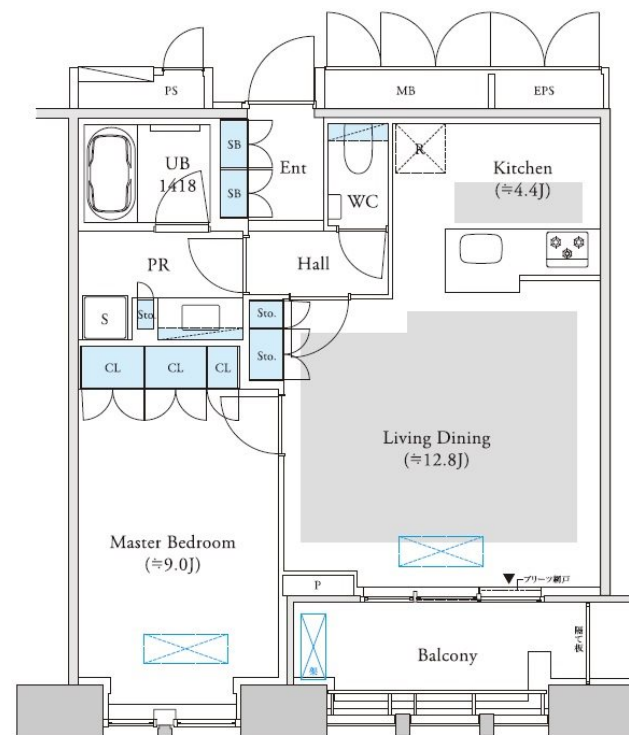 PS
MB
EPS
UB
1418
SB
SB
Ent
WC
R
Kitchen
(≒4.4J)
PR
Hall
S
Sto.
Sto.
Sto.
CL
CL
CL
Living Dining
(≒12.8J)
Master Bedroom
(≒9.0J)
P
プリーツ網戸
Balcony
隔て板